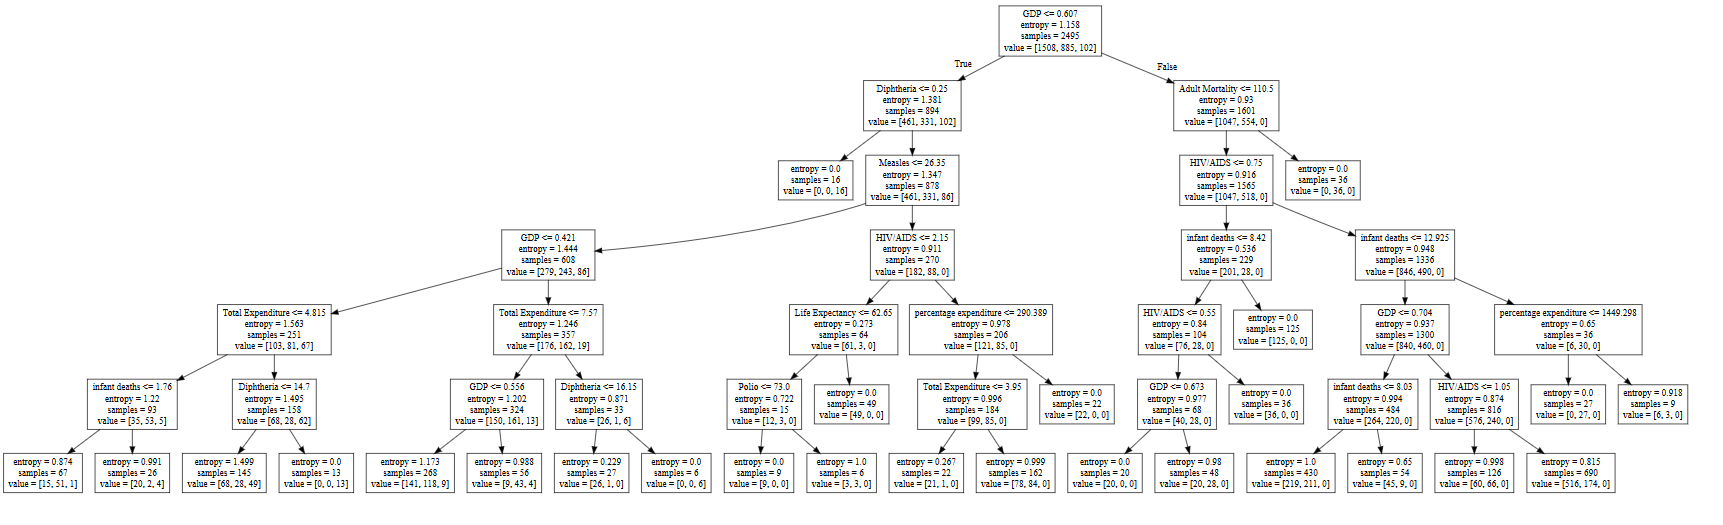 GDP <= 0.607
entropy = 1.158
samples = 2495
value = [1508, 885, 102]
True
False
Diphtheria <= 0.25
entropy = 1.381
samples = 894
value = [461, 331, 102]
Adult Mortality <= 110.5
entropy = 0.93
samples = 1601
value = [1047, 554, 0]
entropy = 0.0
samples = 16
value = [0, 0, 16]
Measles <= 26.35
entropy = 1.347
samples = 878
value = [461, 331, 86]
HIV/AIDS <= 0.75
entropy = 0.916
samples = 1565
value = [1047, 518, 0]
entropy = 0.0
samples = 36
value = [0, 36, 0]
GDP <= 0.421
entropy = 1.444
samples = 608
value = [279, 243, 86]
HIV/AIDS <= 2.15
entropy = 0.911
samples = 270
value = [182, 88, 0]
infant deaths <= 8.42
entropy = 0.536
samples = 229
value = [201, 28, 0]
infant deaths <= 12.925
entropy = 0.948
samples = 1336
value = [846, 490, 0]
Total Expenditure <= 4.815
entropy = 1.563
samples = 251
value = [103, 81, 67]
Total Expenditure <= 7.57
entropy = 1.246
samples = 357
value = [176, 162, 19]
Life Expectancy <= 62.65
entropy = 0.273
samples = 64
value = [61, 3, 0]
percentage expenditure <= 290.389
entropy = 0.978
samples = 206
value = [121, 85, 0]
HIV/AIDS <= 0.55
entropy = 0.84
samples = 104
value = [76, 28, 0]
entropy = 0.0
samples = 125
value = [125, 0, 0]
GDP <= 0.704
entropy = 0.937
samples = 1300
value = [840, 460, 0]
percentage expenditure <= 1449.298
entropy = 0.65
samples = 36
value = [6, 30, 0]
infant deaths <= 1.76
entropy = 1.22
samples = 93
value = [35, 53, 5]
Diphtheria <= 14.7
entropy = 1.495
samples = 158
value = [68, 28, 62]
GDP <= 0.556
entropy = 1.202
samples = 324
value = [150, 161, 13]
Diphtheria <= 16.15
entropy = 0.871
samples = 33
value = [26, 1, 6]
Polio <= 73.0
entropy = 0.722
samples = 15
value = [12, 3, 0]
entropy = 0.0
samples = 49
value = [49, 0, 0]
Total Expenditure <= 3.95
entropy = 0.996
samples = 184
value = [99, 85, 0]
entropy = 0.0
samples = 22
value = [22, 0, 0]
GDP <= 0.673
entropy = 0.977
samples = 68
value = [40, 28, 0]
entropy = 0.0
samples = 36
value = [36, 0, 0]
infant deaths <= 8.03
entropy = 0.994
samples = 484
value = [264, 220, 0]
HIV/AIDS <= 1.05
entropy = 0.874
samples = 816
value = [576, 240, 0]
entropy = 0.0
samples = 27
value = [0, 27, 0]
entropy = 0.918
samples = 9
value = [6, 3, 0]
entropy = 0.874
samples = 67
value = [15, 51, 1]
entropy = 0.991
samples = 26
value = [20, 2, 4]
entropy = 1.499
samples = 145
value = [68, 28, 49]
entropy = 0.0
samples = 13
value = [0, 0, 13]
entropy = 1.173
samples = 268
value = [141, 118, 9]
entropy = 0.988
samples = 56
value = [9, 43, 4]
entropy = 0.229
samples = 27
value = [26, 1, 0]
entropy = 0.0
samples = 6
value = [0, 0, 6]
entropy = 0.0
samples = 9
value = [9, 0, 0]
entropy = 1.0
samples = 6
value = [3, 3, 0]
entropy = 0.267
samples = 22
value = [21, 1, 0]
entropy = 0.999
samples = 162
value = [78, 84, 0]
entropy = 0.0
samples = 20
value = [20, 0, 0]
entropy = 0.98
samples = 48
value = [20, 28, 0]
entropy = 1.0
samples = 430
value = [219, 211, 0]
entropy = 0.65
samples = 54
value = [45, 9, 0]
entropy = 0.998
samples = 126
value = [60, 66, 0]
entropy = 0.815
samples = 690
value = [516, 174, 0]